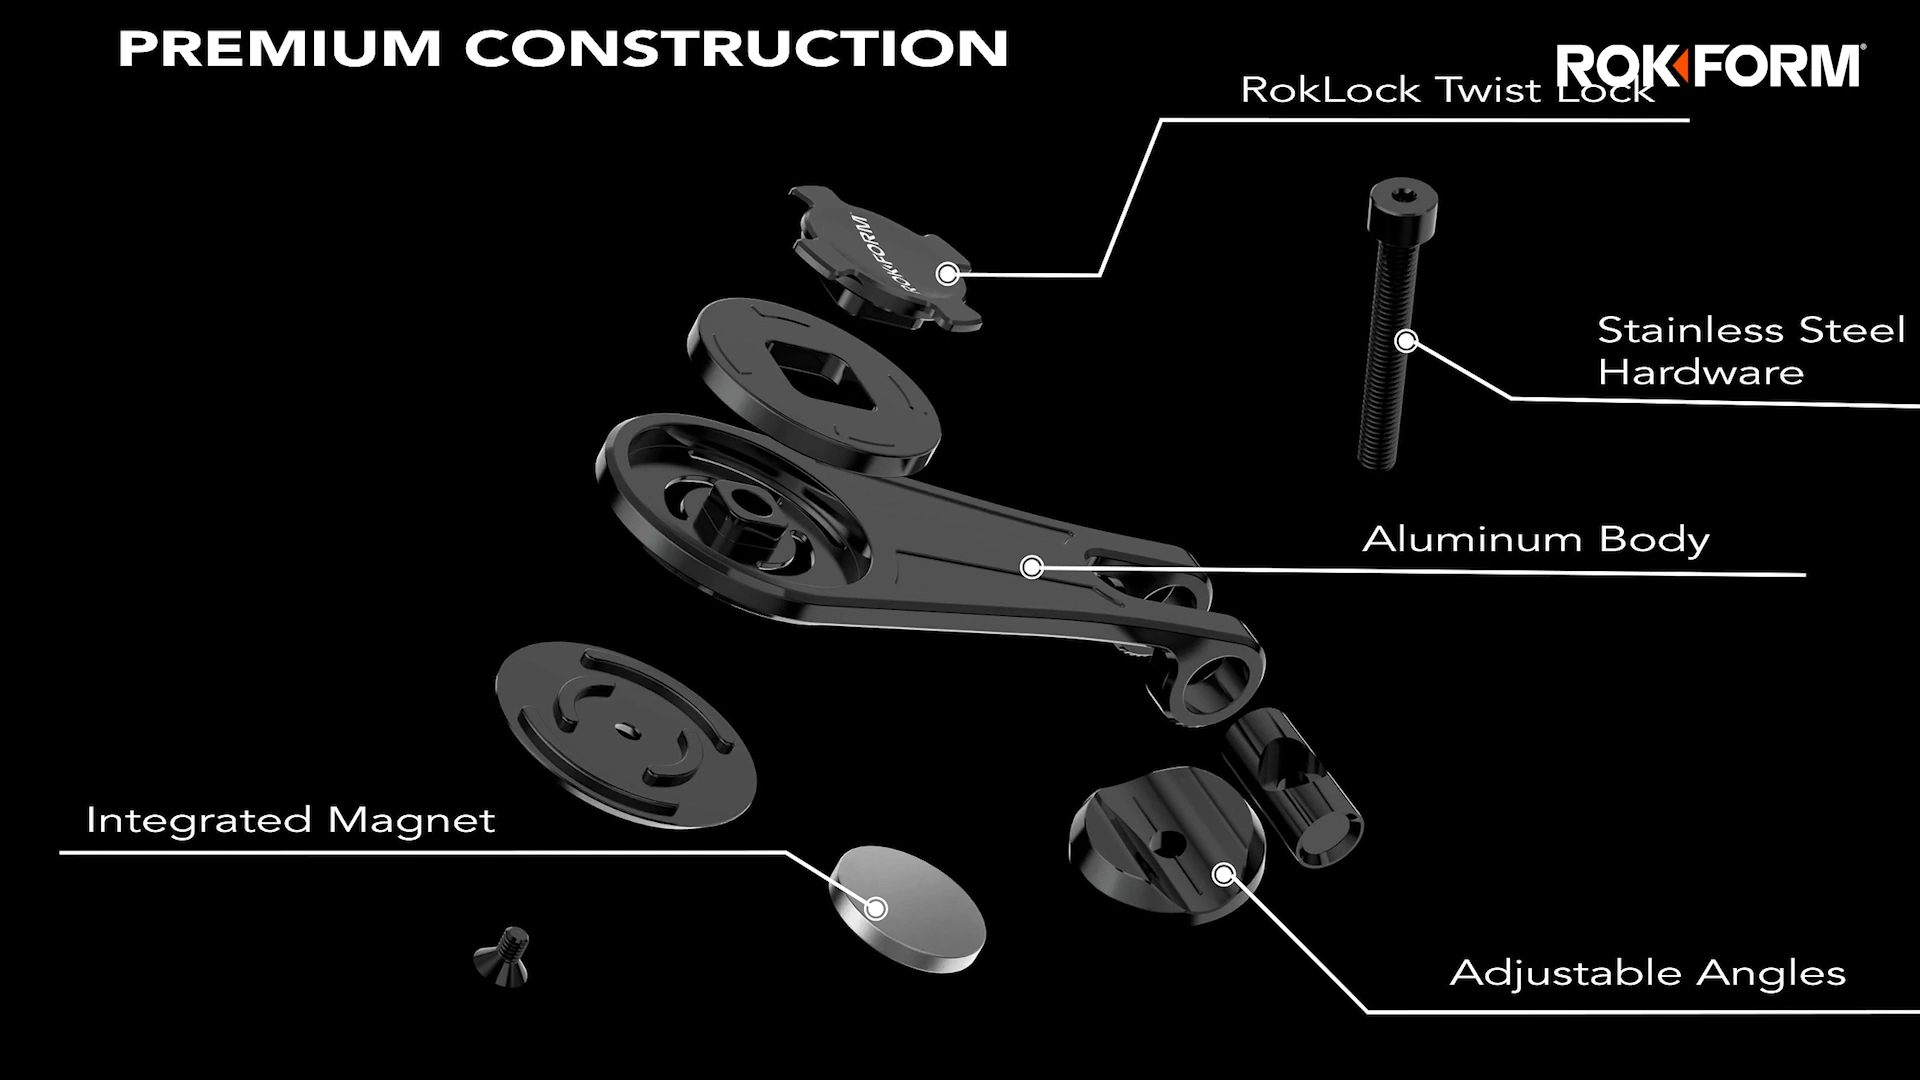 PREMIUM CONSTRUCTION
ROKFORM®
RokLock Twist Lock
ROKFORM
Stainless Steel
Hardware
Aluminum Body
Integrated Magnet
Adjustable Angles